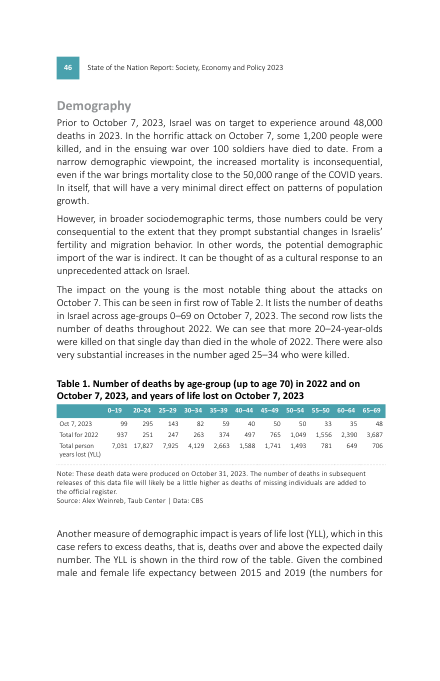 46
State of the Nation Report: Society, Economy and Policy 2023
Demography
Prior to October 7, 2023, Israel was on target to experience around 48,000
deaths in 2023. In the horrific attack on October 7, some 1,200 people were
killed, and in the ensuing war over 100 soldiers have died to date. From a
narrow demographic viewpoint, the increased mortality is inconsequential,
even if the war brings mortality close to the 50,000 range of the COVID years.
In itself, that will have a very minimal direct effect on patterns of population
growth.
However, in broader sociodemographic terms, those numbers could be very
consequential to the extent that they prompt substantial changes in Israelis’
fertility and migration behavior. In other words, the potential demographic
import of the war is indirect. It can be thought of as a cultural response to an
unprecedented attack on Israel.
The impact on the young is the most notable thing about the attacks on
October 7. This can be seen in first row of Table 2. It lists the number of deaths
in Israel across age-groups 0–69 on October 7, 2023. The second row lists the
number of deaths throughout 2022. We can see that more 20–24-year-olds
were killed on that single day than died in the whole of 2022. There were also
very substantial increases in the number aged 25–34 who were killed.
Table 1. Number of deaths by age-group (up to age 70) in 2022 and on
October 7, 2023, and years of life lost on October 7, 2023
0–19 20–24 25–29 30–34 35–39 40–44 45–49 50–54 55–50 60–64 65–69
Oct 7, 2023 99 295 143 82 59 40 50 50 33 35 48
Total for 2022 937 251 247 263 374 497 765 1,049 1,556 2,390 3,687
Total person 7,031 17,827 7,925 4,129 2,663 1,588 1,741 1,493 781 649 706
years lost (YLL)
Note: These death data were produced on October 31, 2023. The number of deaths in subsequent
releases of this data file will likely be a little higher as deaths of missing individuals are added to
the official register.
Source: Alex Weinreb, Taub Center | Data: CBS
Another measure of demographic impact is years of life lost (YLL), which in this
case refers to excess deaths, that is, deaths over and above the expected daily
number. The YLL is shown in the third row of the table. Given the combined
male and female life expectancy between 2015 and 2019 (the numbers for